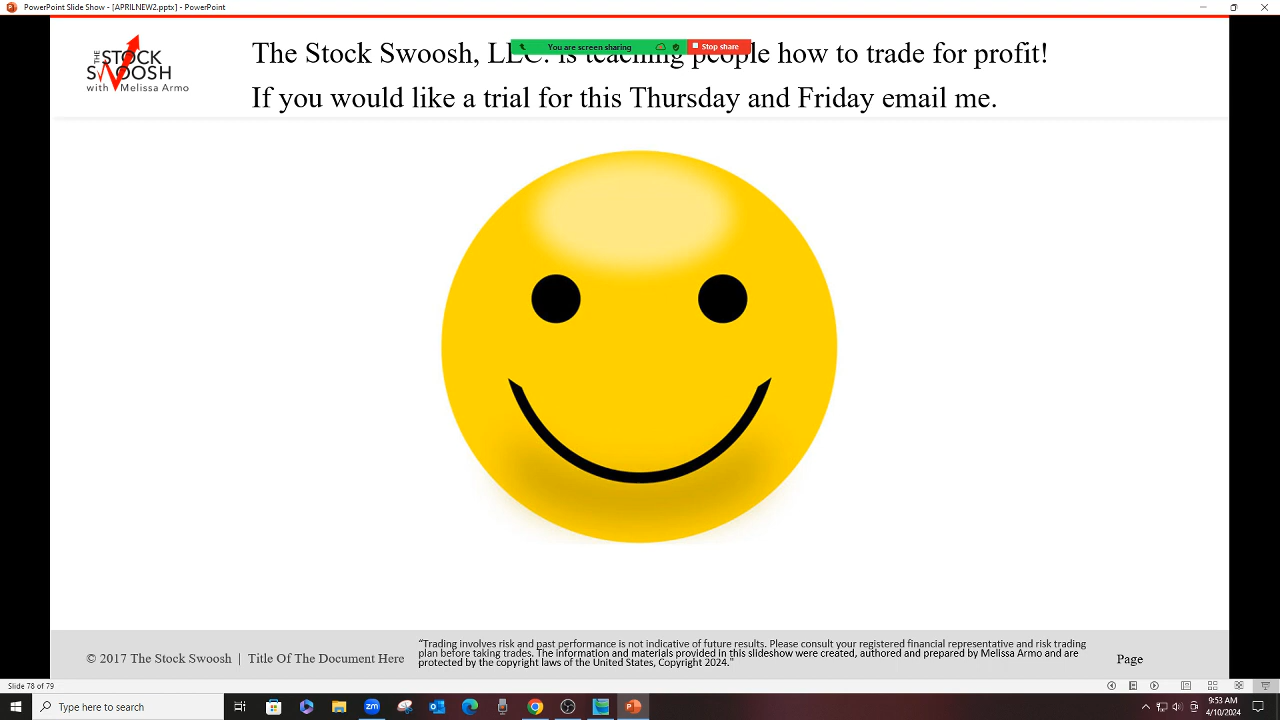 PowerPoint Slide Show - [APRILNEW2.pptx] - PowerPoint
You are screen sharing
Stop share
THE STOCK
SWOOSH
with Melissa Armo
The Stock Swoosh, LLC. is teaching people how to trade for profit!
If you would like a trial for this Thursday and Friday email me.
© 2017 The Stock Swoosh | Title Of The Document Here
“Trading involves risk and past performance is not indicative of future results. Please consult your registered financial representative and risk trading
plan before taking trades. The information and materials provided in this slideshow were created, authored and prepared by Melissa Armo and are
protected by the copyright laws of the United States, Copyright 2024."
Page
Slide 78 of 79
Type here to search
9:53 AM
4/10/2024